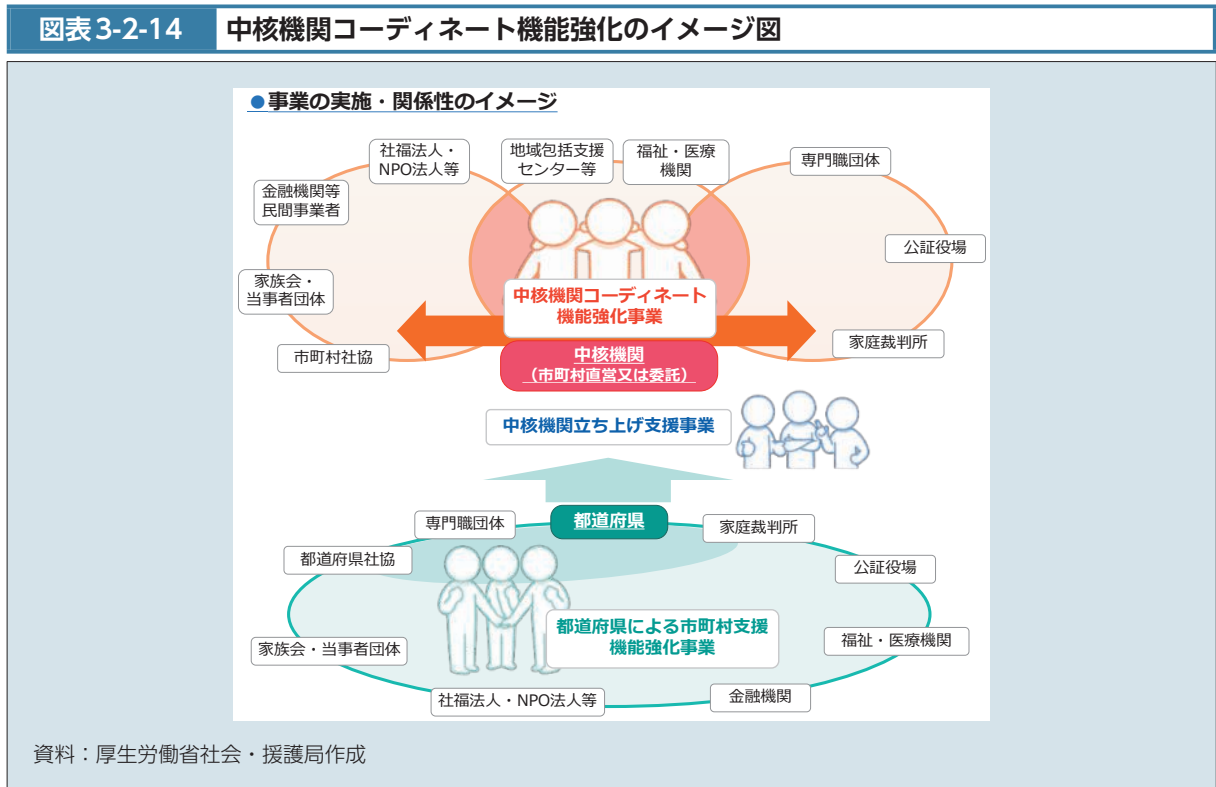 図表3-2-14 中核機関コーディネート機能強化のイメージ図
●事業の実施・関係性のイメージ
社福法人・
NPO法人等
地域包括支援
センター等
福祉・医療
機関
専門職団体
金融機関等
民間事業者
公証役場
家族会・
当事者団体
中核機関コーディネート
機能強化事業
市町村社協
家庭裁判所
中核機関
（市町村直営又は委託）
中核機関立ち上げ支援事業
専門職団体
都道府県
家庭裁判所
都道府県社協
公証役場
都道府県による市町村支援
機能強化事業
家族会・当事者団体
福祉・医療機関
社福法人・NPO法人等
金融機関
資料：厚生労働省社会・援護局作成